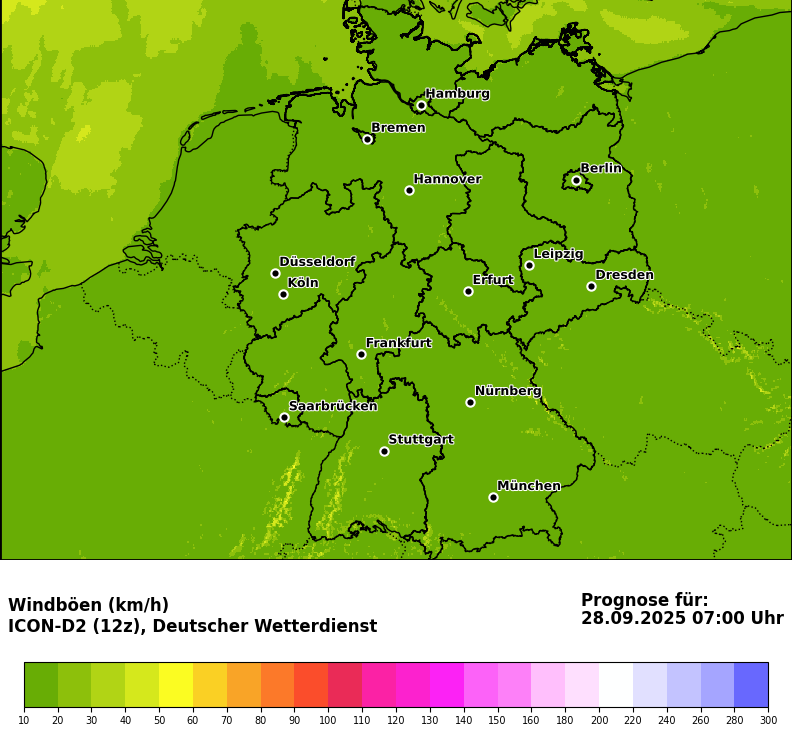 Hamburg
Bremen
Berlin
Hannover
Leipzig
Düsseldorf
Dresden
Erfurt
Köln
Frankfurt
Nürnberg
Saarbrücken
Stuttgart
München
Windböen (km/h)
ICON-D2 (12z), Deutscher Wetterdienst
Prognose für:
28.09.2025 07:00 Uhr
10 20 30 40 50 60 70 80 90 100 110 120 130 140 150 160 180 200 220 240 260 280 300